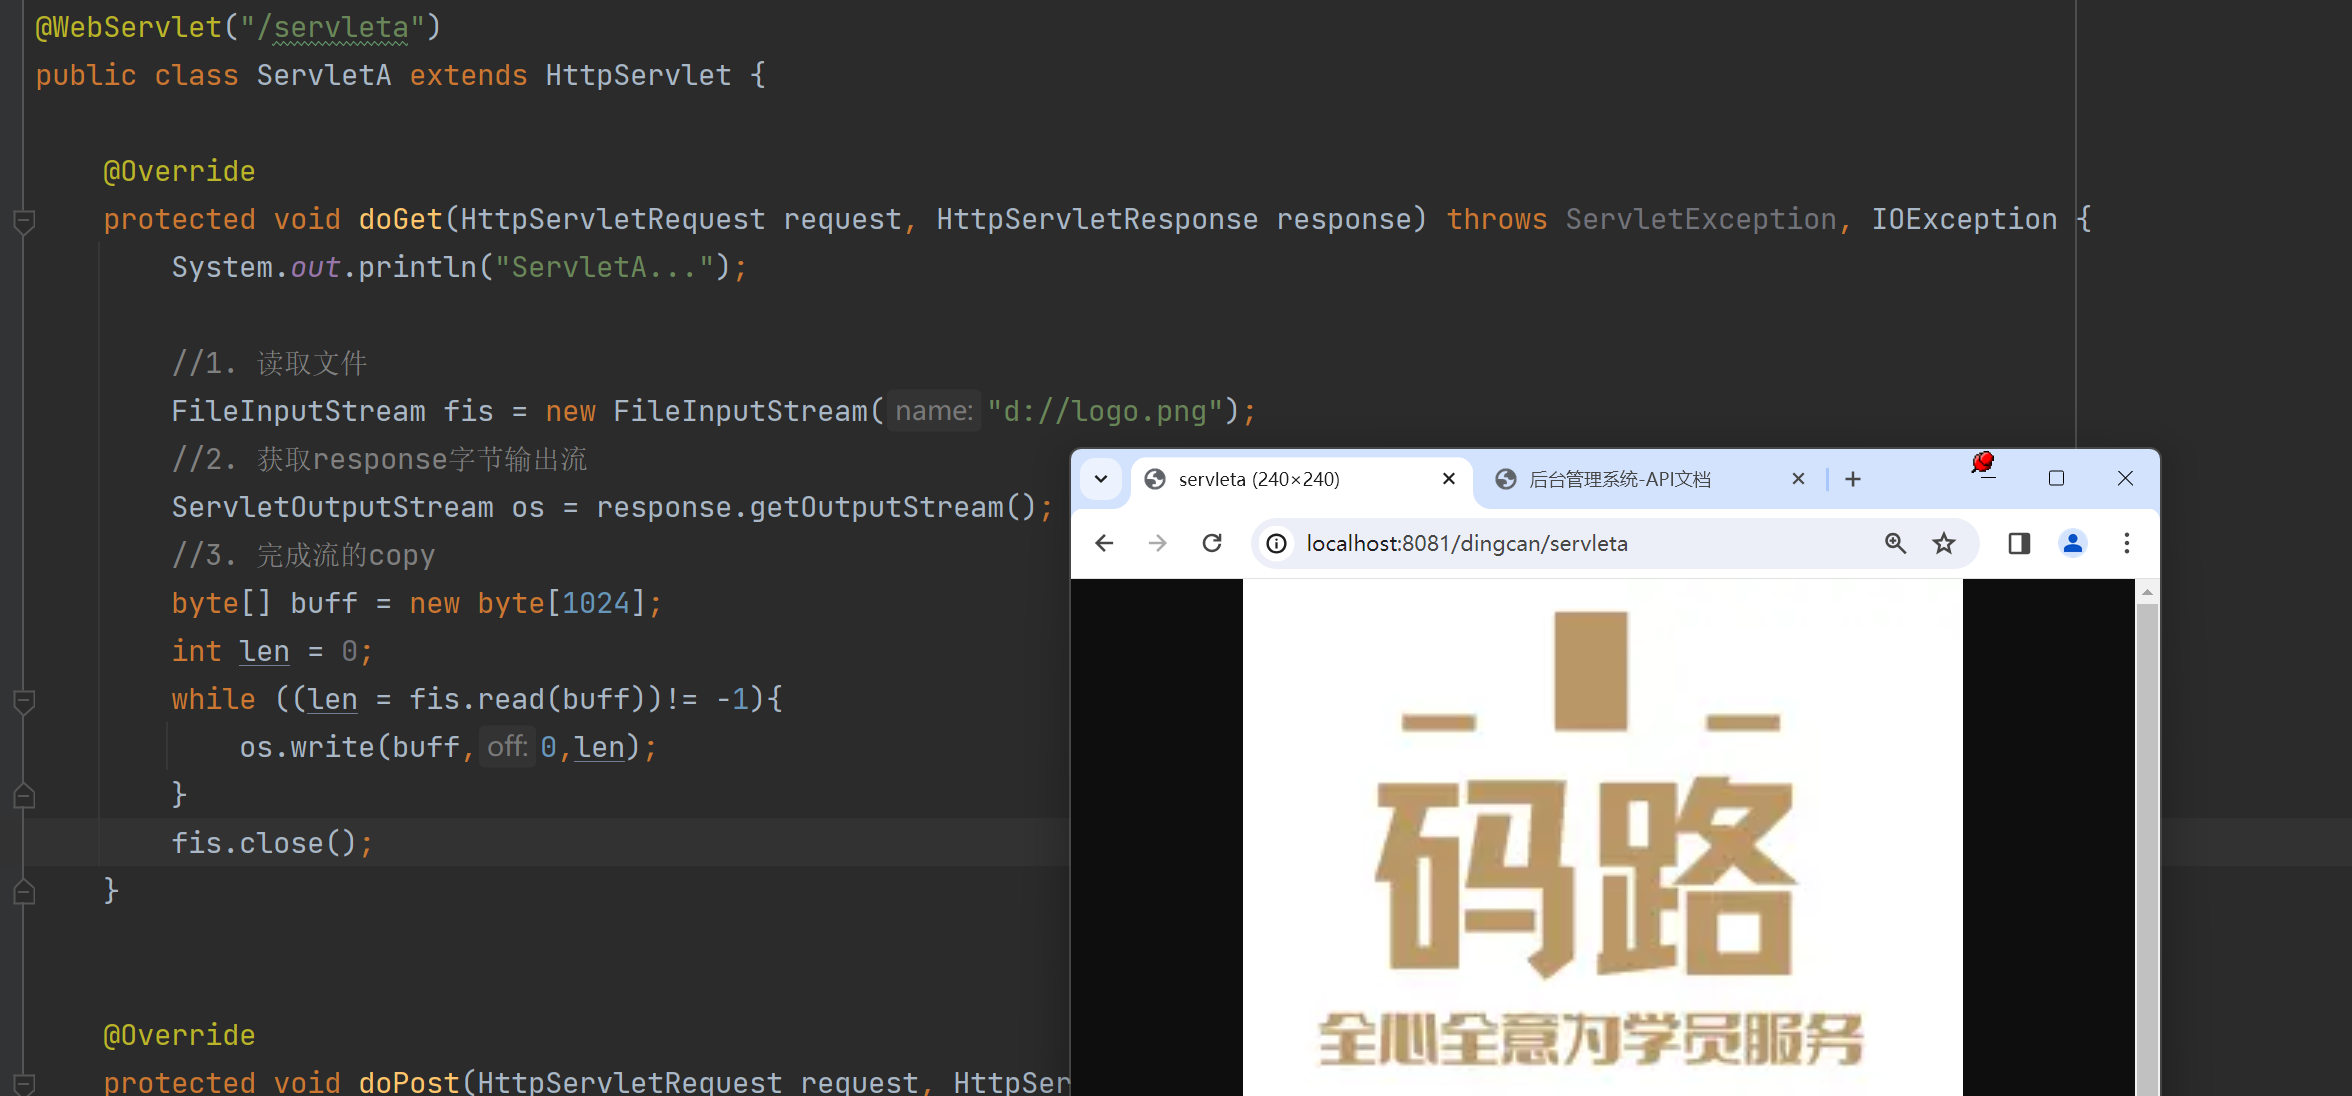 @WebServlet("/servleta")
public class ServletA extends HttpServlet {
@Override
protected void doGet(HttpServletRequest request, HttpServletResponse response) throws ServletException, IOException {
System.out.println("ServletA...");
//1. 读取文件
FileInputStream fis = new FileInputStream( name: "d://logo.png");
//2. 获取response字节输出流
ServletOutputStream os = response.getOutputStream();
//3. 完成流的copy
byte[] buff = new byte[1024];
int len = 0;
while ((len = fis.read(buff))!= -1){
os.write(buff, off: 0,len);
}
fis.close();
}
@Override
protected void doPost(HttpServletRequest request, HttpSer
servleta (240×240)
后台管理系统-API文档
localhost:8081/dingcan/servleta
码路
全心全意为学员服务